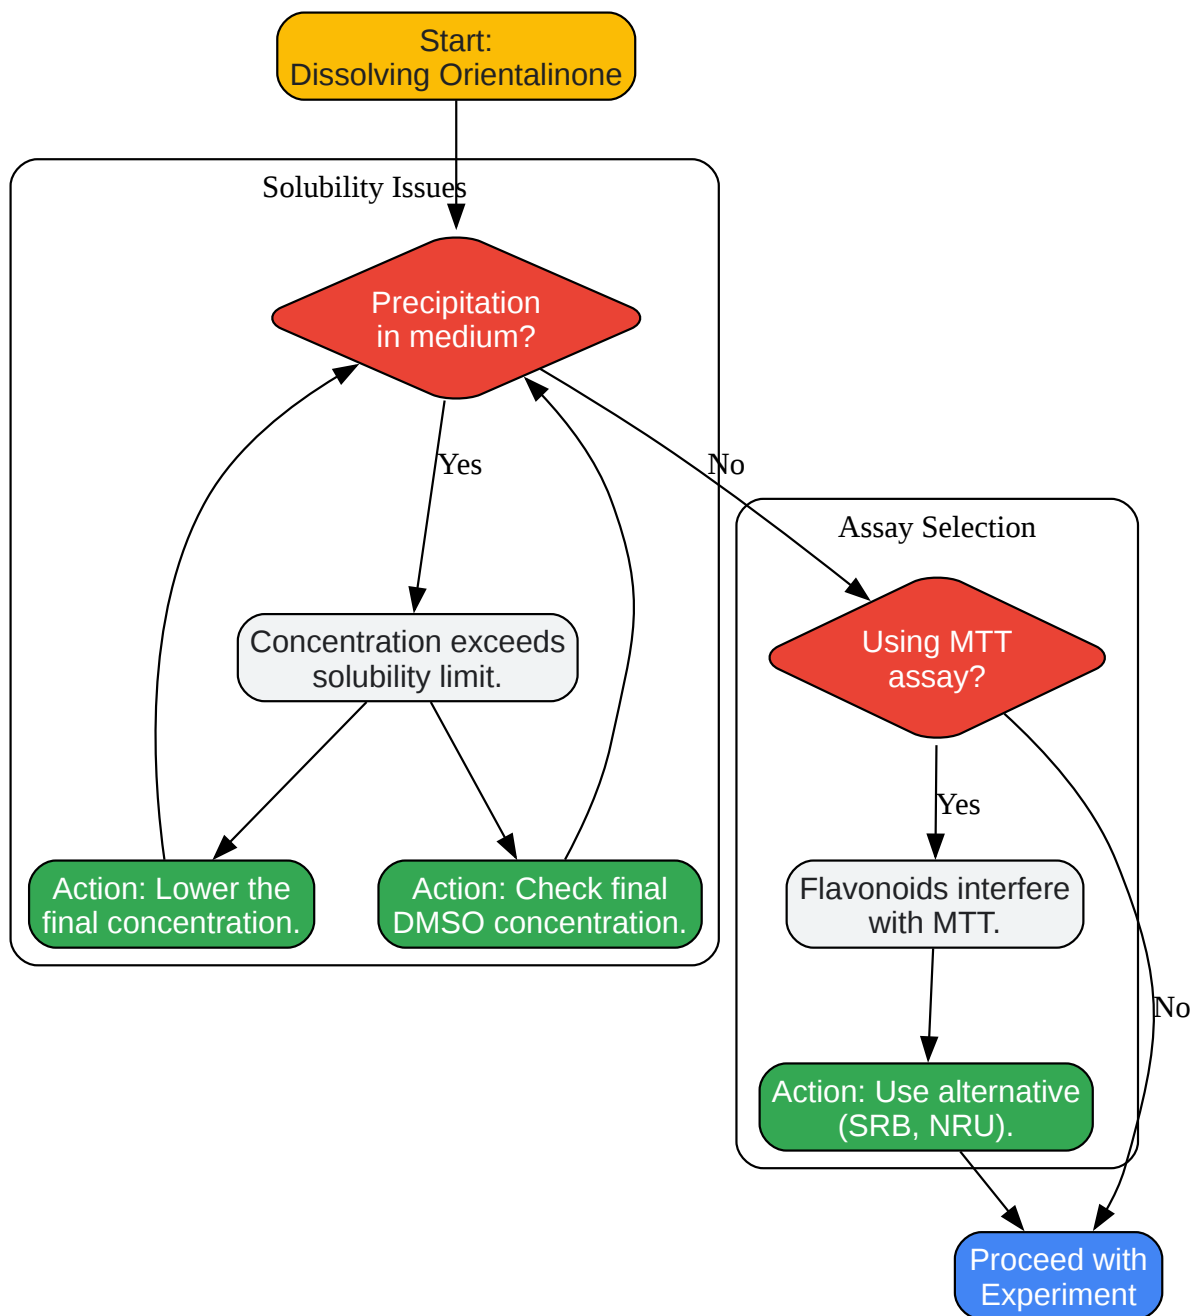 Start:
Dissolving Orientalinone
Solubility Issues
Precipitation
in medium?
Yes
No
Concentration exceeds
solubility limit.
Action: Lower the
final concentration.
Action: Check final
DMSO concentration.
Assay Selection
Using MTT
assay?
Yes
Flavonoids interfere
with MTT.
No
Action: Use alternative
(SRB, NRU).
Proceed with
Experiment